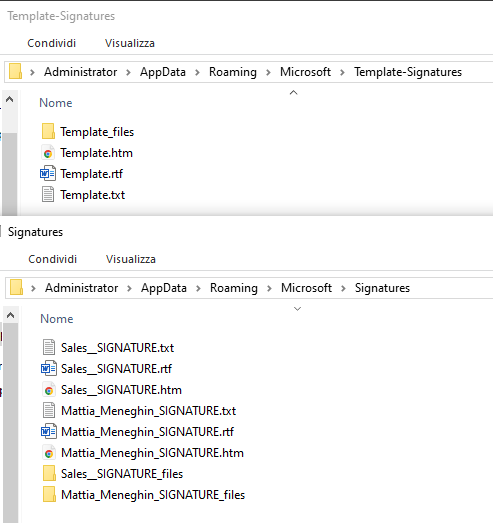 Template-Signatures
Condividi Visualizza
Administrator > AppData > Roaming > Microsoft > Template-Signatures
Nome
Template_files
Template.htm
Template.rtf
Template.txt
Signatures
Condividi Visualizza
Administrator > AppData > Roaming > Microsoft > Signatures
Nome
Sales__SIGNATURE.txt
Sales__SIGNATURE.rtf
Sales__SIGNATURE.htm
Mattia_Meneghin_SIGNATURE.txt
Mattia_Meneghin_SIGNATURE.rtf
Mattia_Meneghin_SIGNATURE.htm
Sales__SIGNATURE_files
Mattia_Meneghin_SIGNATURE_files